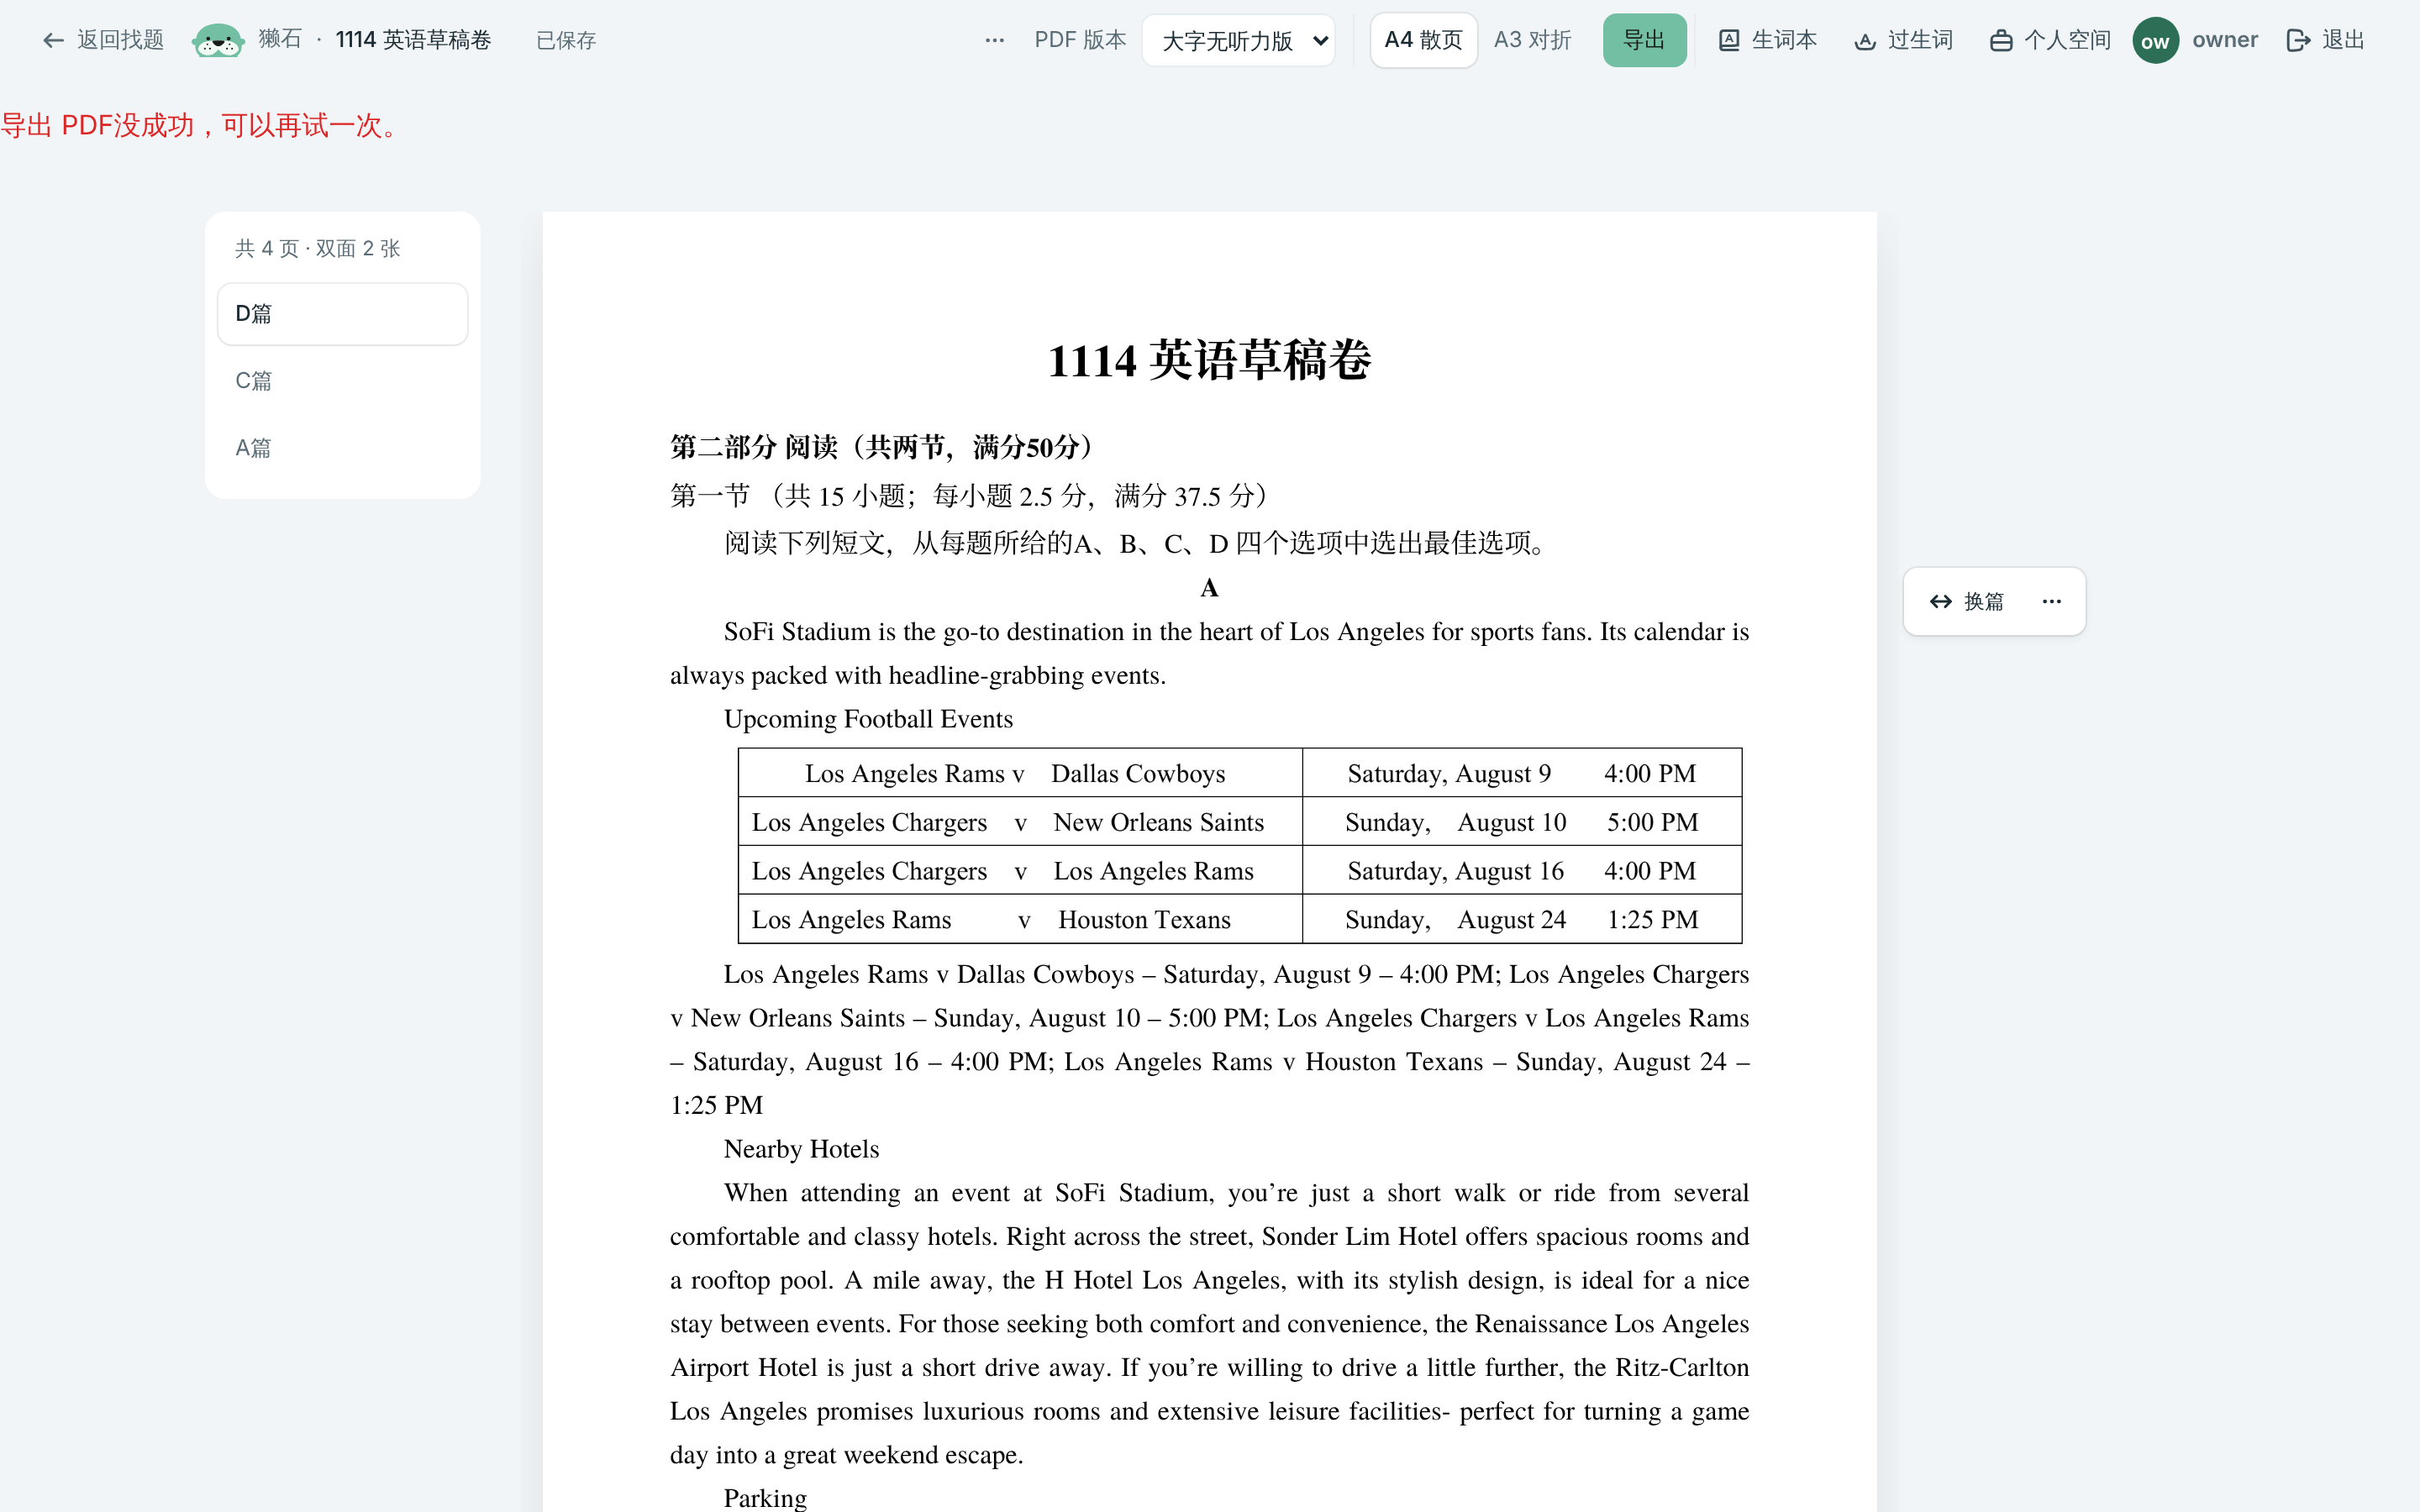 返回找题 獭石 · 1114 英语草稿卷 已保存 ··· PDF 版本 大字无听力版 A4 散页 A3 对折 导出 生词本 过生词 个人空间 ow owner 退出
导出 PDF没成功，可以再试一次。
共 4 页 · 双面 2 张
D篇
C篇
A篇
1114 英语草稿卷
第二部分 阅读（共两节，满分50分）
第一节 （共 15 小题；每小题 2.5 分，满分 37.5 分）
阅读下列短文，从每题所给的A、B、C、D 四个选项中选出最佳选项。
A
换篇 ···
SoFi Stadium is the go-to destination in the heart of Los Angeles for sports fans. Its calendar is
always packed with headline-grabbing events.
Upcoming Football Events
Los Angeles Rams v Dallas Cowboys Saturday, August 9 4:00 PM
Los Angeles Chargers v New Orleans Saints Sunday, August 10 5:00 PM
Los Angeles Chargers v Los Angeles Rams Saturday, August 16 4:00 PM
Los Angeles Rams v Houston Texans Sunday, August 24 1:25 PM
Los Angeles Rams v Dallas Cowboys – Saturday, August 9 – 4:00 PM; Los Angeles Chargers
v New Orleans Saints – Sunday, August 10 – 5:00 PM; Los Angeles Chargers v Los Angeles Rams
– Saturday, August 16 – 4:00 PM; Los Angeles Rams v Houston Texans – Sunday, August 24 –
1:25 PM
Nearby Hotels
When attending an event at SoFi Stadium, you’re just a short walk or ride from several
comfortable and classy hotels. Right across the street, Sonder Lim Hotel offers spacious rooms and
a rooftop pool. A mile away, the H Hotel Los Angeles, with its stylish design, is ideal for a nice
stay between events. For those seeking both comfort and convenience, the Renaissance Los Angeles
Airport Hotel is just a short drive away. If you’re willing to drive a little further, the Ritz-Carlton
Los Angeles promises luxurious rooms and extensive leisure facilities- perfect for turning a game
day into a great weekend escape.
Parking